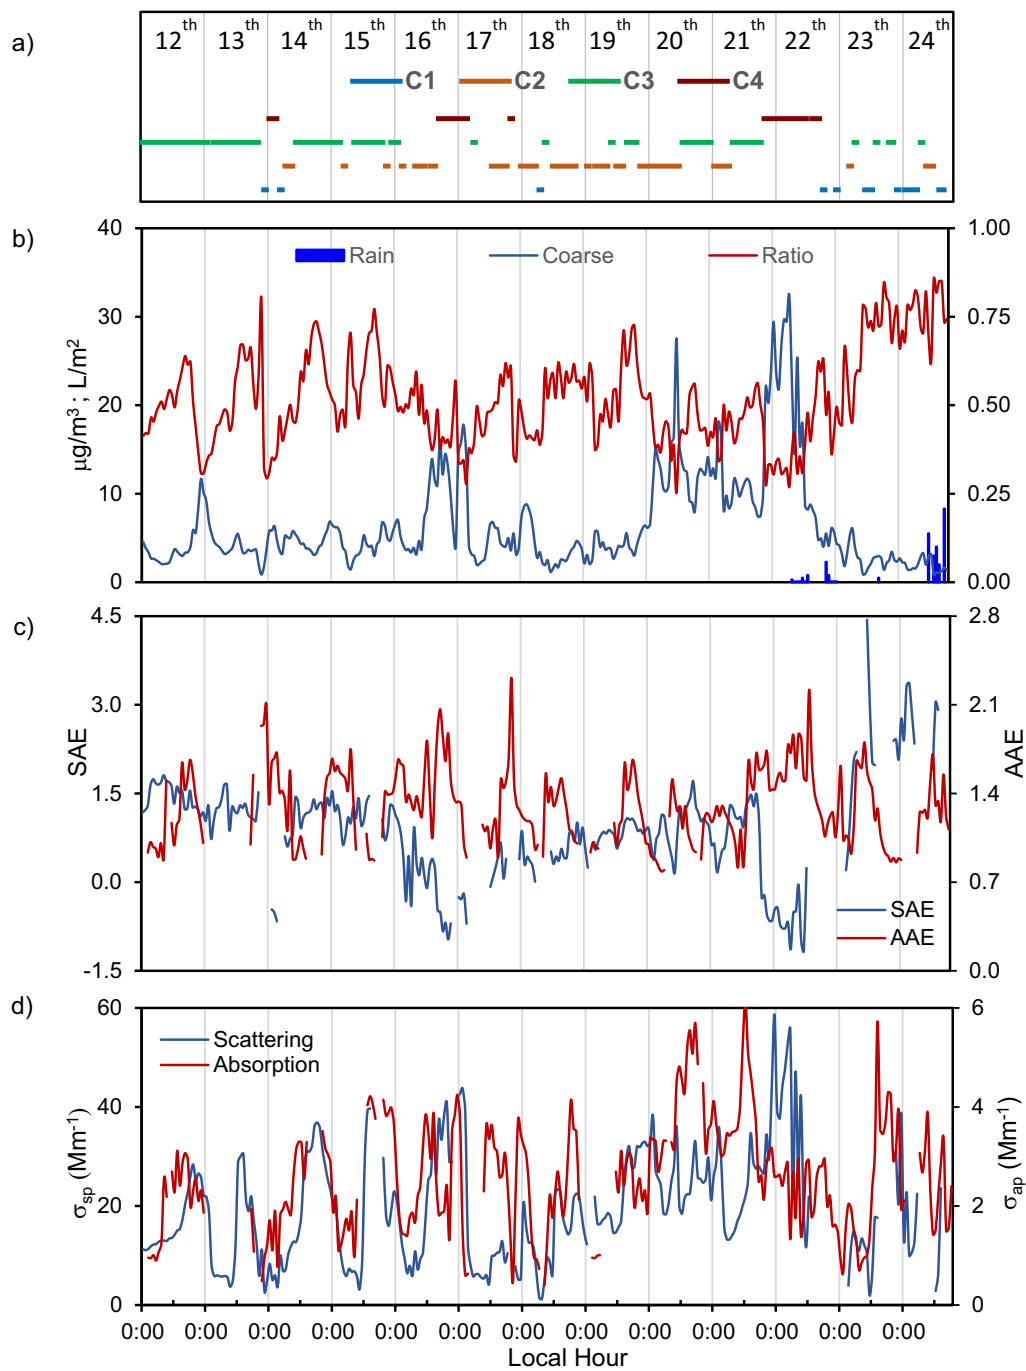 a)
12th 13th 14th 15th 16th 17th 18th 19th 20th 21th 22th 23th 24th
C1 C2 C3 C4
b)
40 1.00
Rain Coarse Ratio
30 0.75
20 0.50
10 0.25
0 0.00
µg/m³ ; L/m²
c)
4.5 2.8
3.0 2.1
1.5 1.4
0.0 0.7
-1.5 0.0
SAE
AAE
SAE
AAE
d)
60 6
Scattering
Absorption
40 4
20 2
0 0
σsp (Mm-1)
σap (Mm-1)
0:00 0:00 0:00 0:00 0:00 0:00 0:00 0:00 0:00 0:00 0:00 0:00 0:00
Local Hour